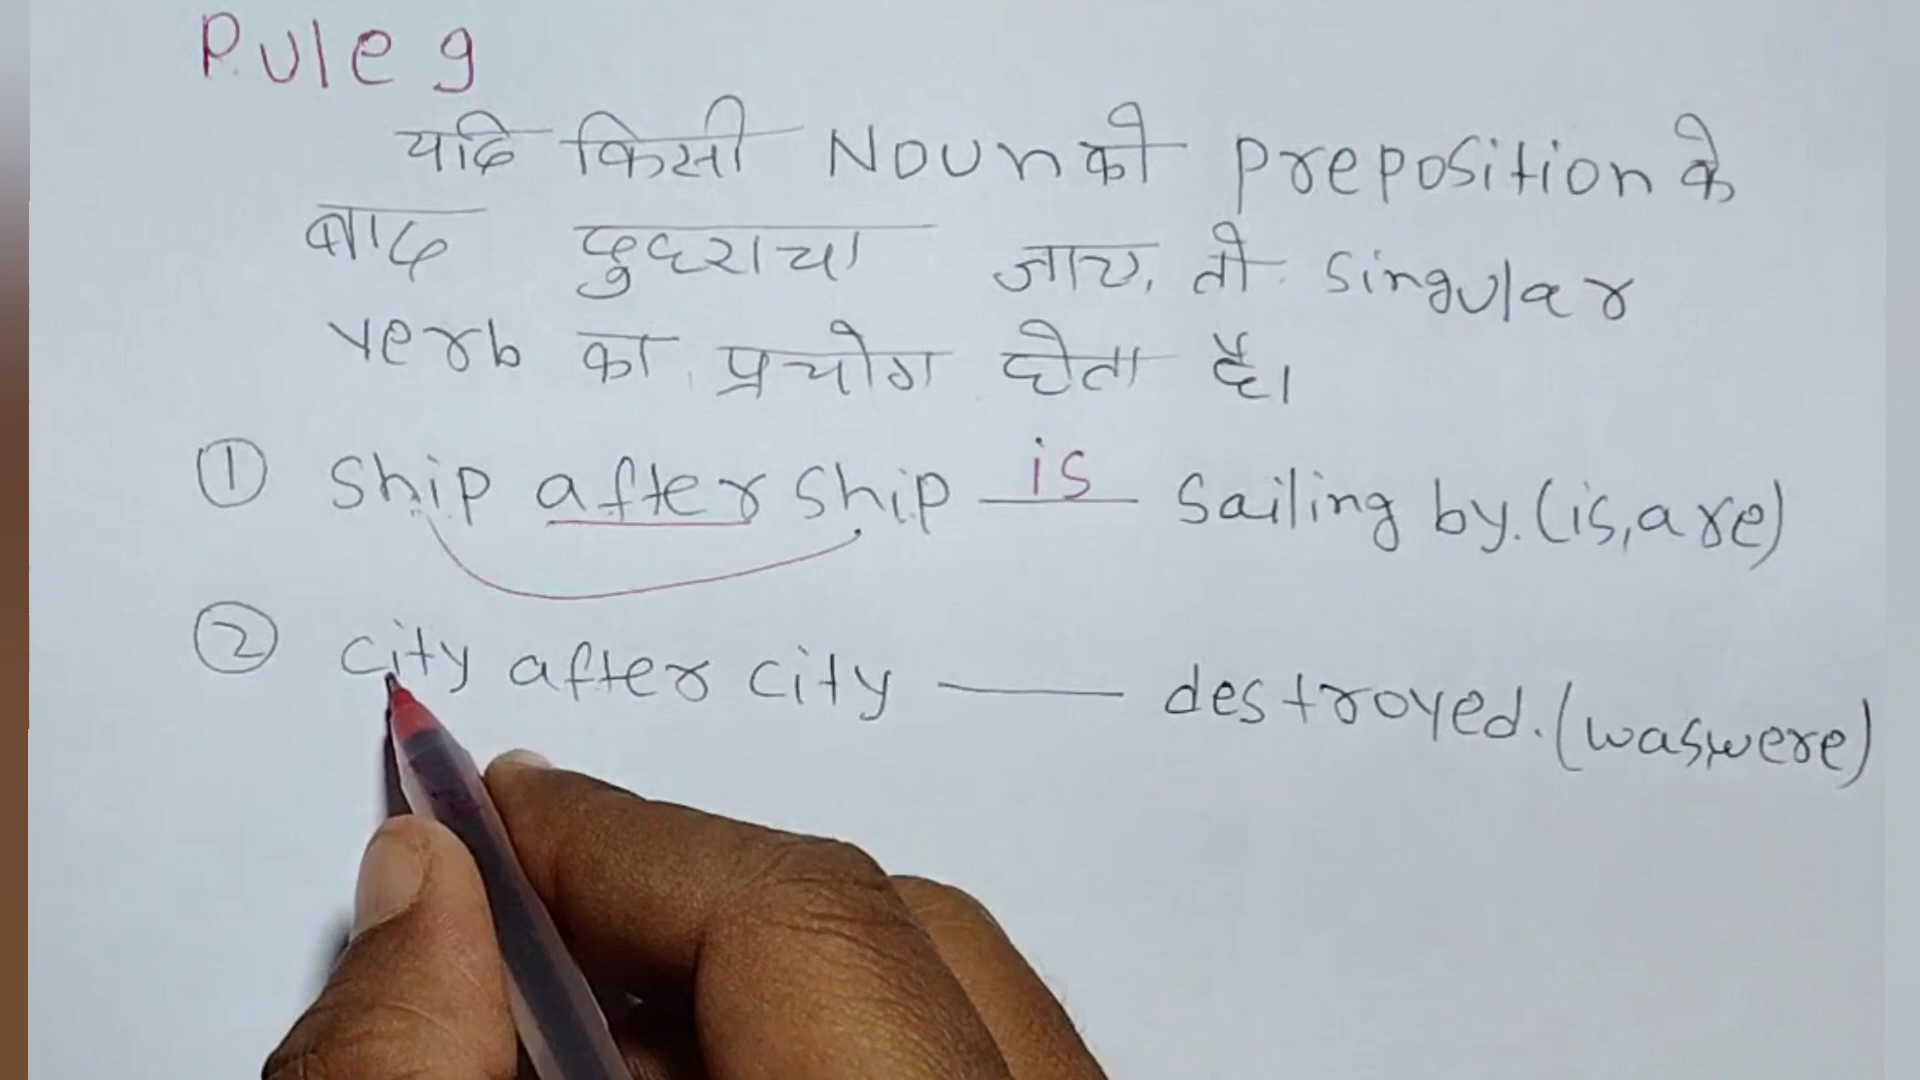 Rule 9
यदि किसी Noun को preposition के
बाद दुहराया जाय, तो singular
verb का प्रयोग होता है।
① Ship after ship is sailing by. (is, are)
② city after city ___ destroyed. (was, were)